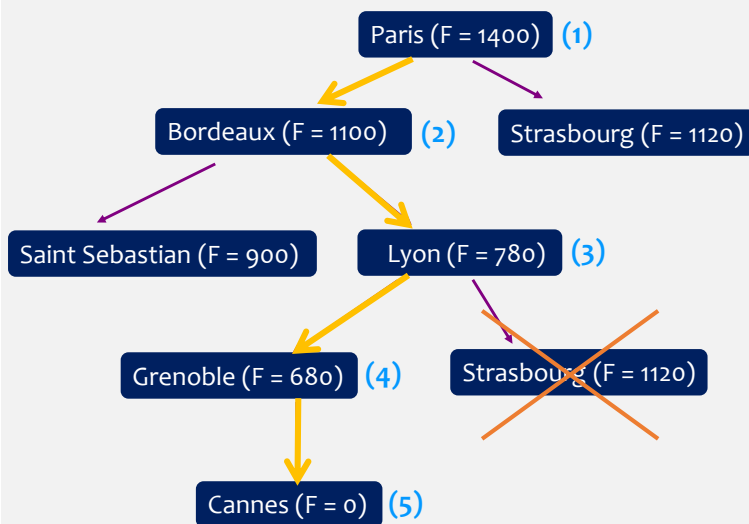 Paris (F = 1400) (1)
Bordeaux (F = 1100) (2)
Strasbourg (F = 1120)
Saint Sebastian (F = 900)
Lyon (F = 780) (3)
Grenoble (F = 680) (4)
Strasbourg (F = 1120)
Cannes (F = 0) (5)